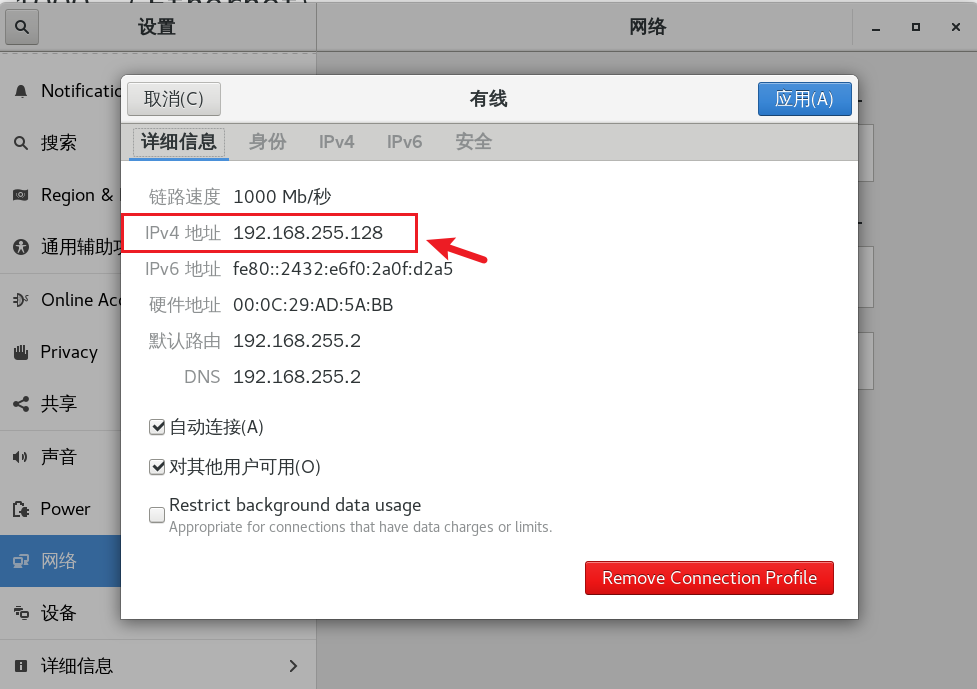 设置
网络
取消(C)
有线
应用(A)
详细信息
身份
IPv4
IPv6
安全
链路速度 1000 Mb/秒
IPv4 地址 192.168.255.128
IPv6 地址 fe80::2432:e6f0:2a0f:d2a5
硬件地址 00:0C:29:AD:5A:BB
默认路由 192.168.255.2
DNS 192.168.255.2
自动连接(A)
对其他用户可用(O)
Restrict background data usage
Appropriate for connections that have data charges or limits.
Remove Connection Profile
搜索
Region &
通用辅助功
Online
Privacy
共享
声音
Power
网络
设备
详细信息